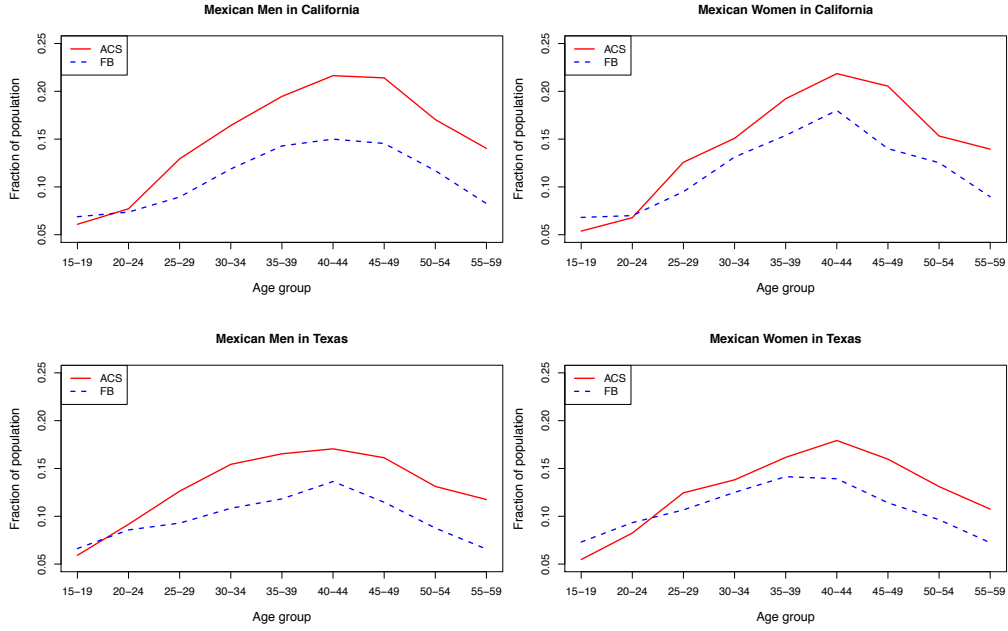 Mexican Men in California
Fraction of population
0.05 0.10 0.15 0.20 0.25
ACS
FB
15−19 20−24 25−29 30−34 35−39 40−44 45−49 50−54 55−59
Age group
Mexican Women in California
Fraction of population
0.05 0.10 0.15 0.20 0.25
ACS
FB
15−19 20−24 25−29 30−34 35−39 40−44 45−49 50−54 55−59
Age group
Mexican Men in Texas
Fraction of population
0.05 0.10 0.15 0.20 0.25
ACS
FB
15−19 20−24 25−29 30−34 35−39 40−44 45−49 50−54 55−59
Age group
Mexican Women in Texas
Fraction of population
0.05 0.10 0.15 0.20 0.25
ACS
FB
15−19 20−24 25−29 30−34 35−39 40−44 45−49 50−54 55−59
Age group